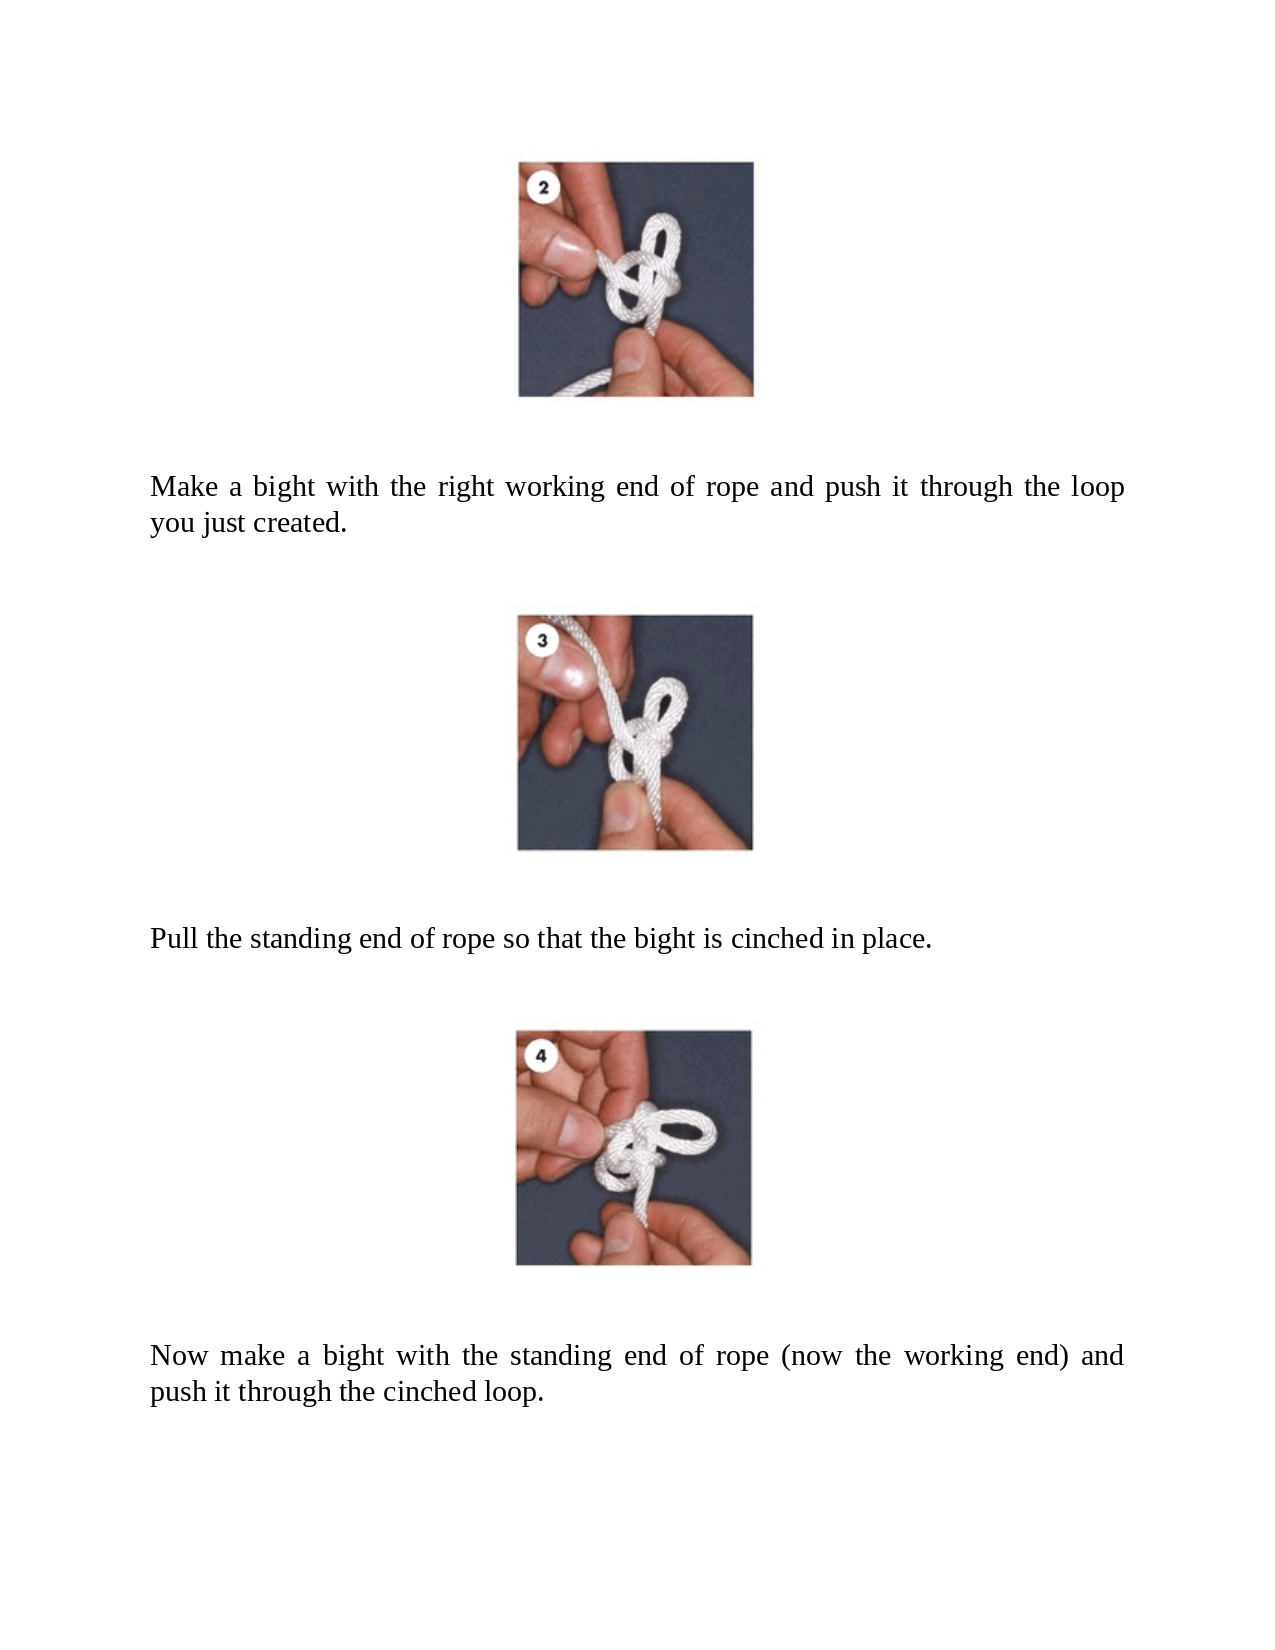 2
Make a bight with the right working end of rope and push it through the loop
you just created.
3
Pull the standing end of rope so that the bight is cinched in place.
4
Now make a bight with the standing end of rope (now the working end) and
push it through the cinched loop.